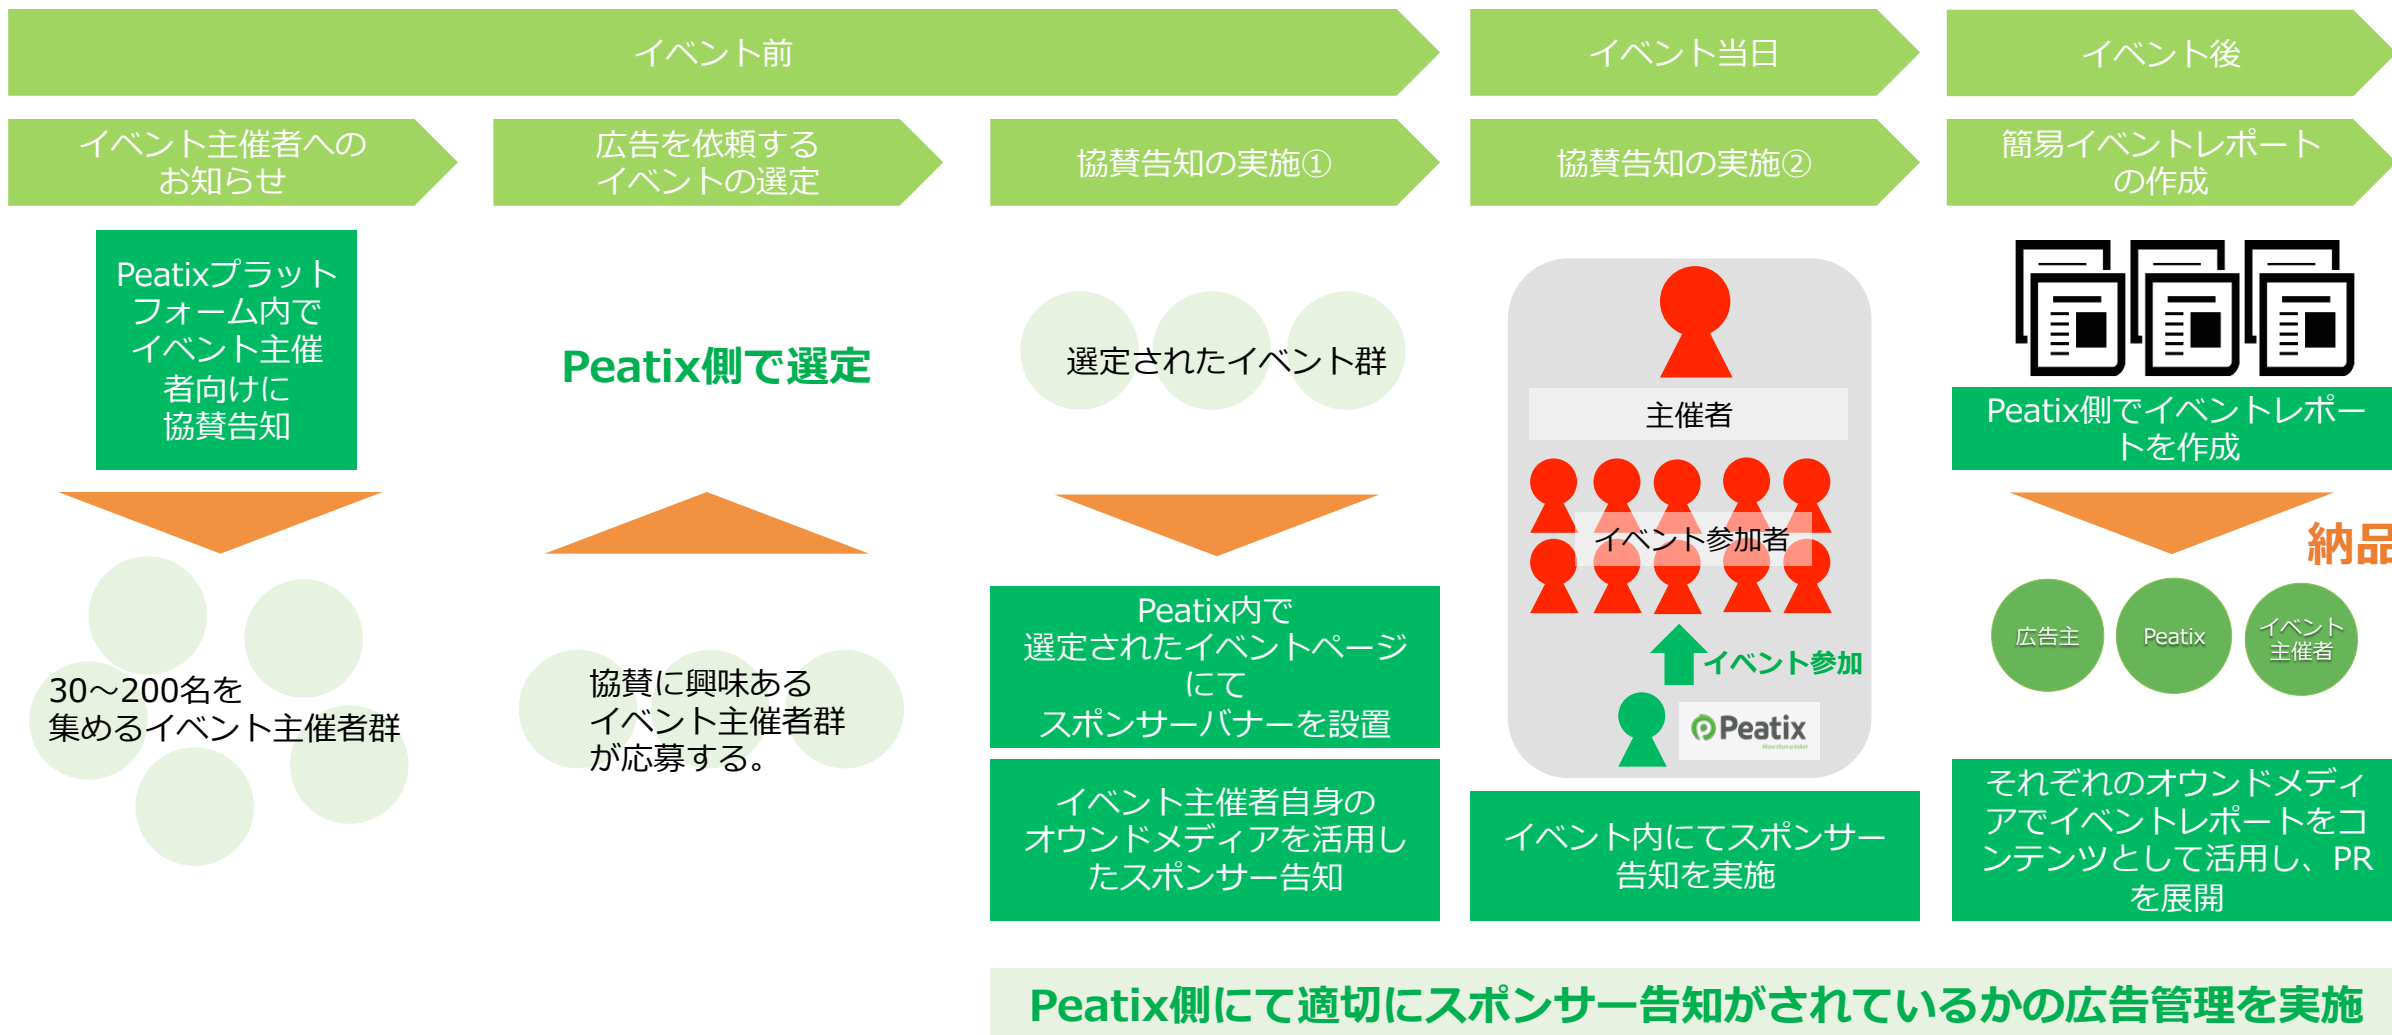 イベント前
イベント当日
イベント後
イベント主催者への
お知らせ
広告を依頼する
イベントの選定
協賛告知の実施①
協賛告知の実施②
簡易イベントレポート
の作成
Peatixプラット
フォーム内で
イベント主催
者向けに
協賛告知
30～200名を
集めるイベント主催者群
Peatix側で選定
協賛に興味ある
イベント主催者群
が応募する。
選定されたイベント群
Peatix内で
選定されたイベントページ
にて
スポンサーバナーを設置
イベント主催者自身の
オウンドメディアを活用し
たスポンサー告知
主催者
イベント参加者
イベント参加
Peatix
More than a ticket
イベント内にてスポンサー
告知を実施
Peatix側でイベントレポー
トを作成
納品
広告主
Peatix
イベント
主催者
それぞれのオウンドメディ
アでイベントレポートをコ
ンテンツとして活用し、PR
を展開
Peatix側にて適切にスポンサー告知がされているかの広告管理を実施